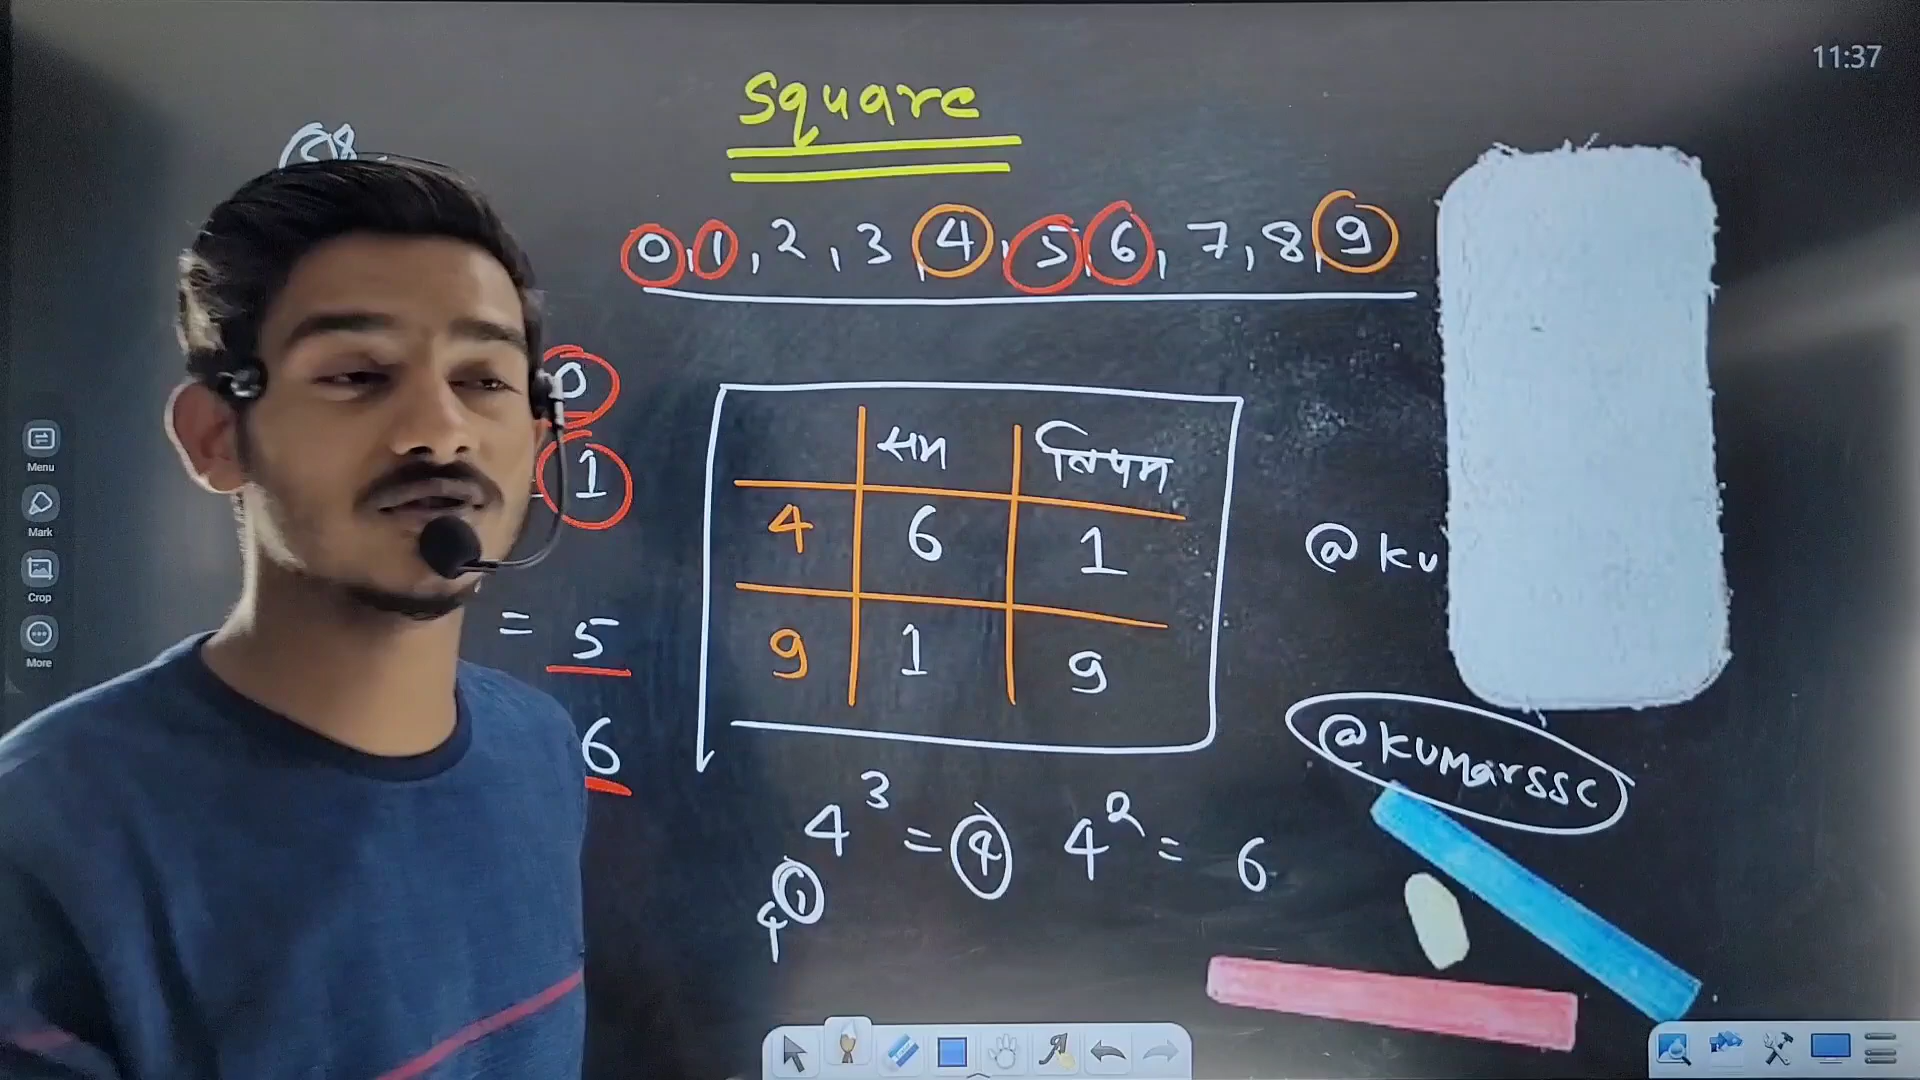 11:37
square
58
0, 1, 2, 3, 4, 5, 6, 7, 8, 9
0
1
= 5
6
सम विषम
4 6 1
9 1 9
@KU
@KUMARSSC
4³ = 4 4² = 6
Menu
Mark
Crop
More